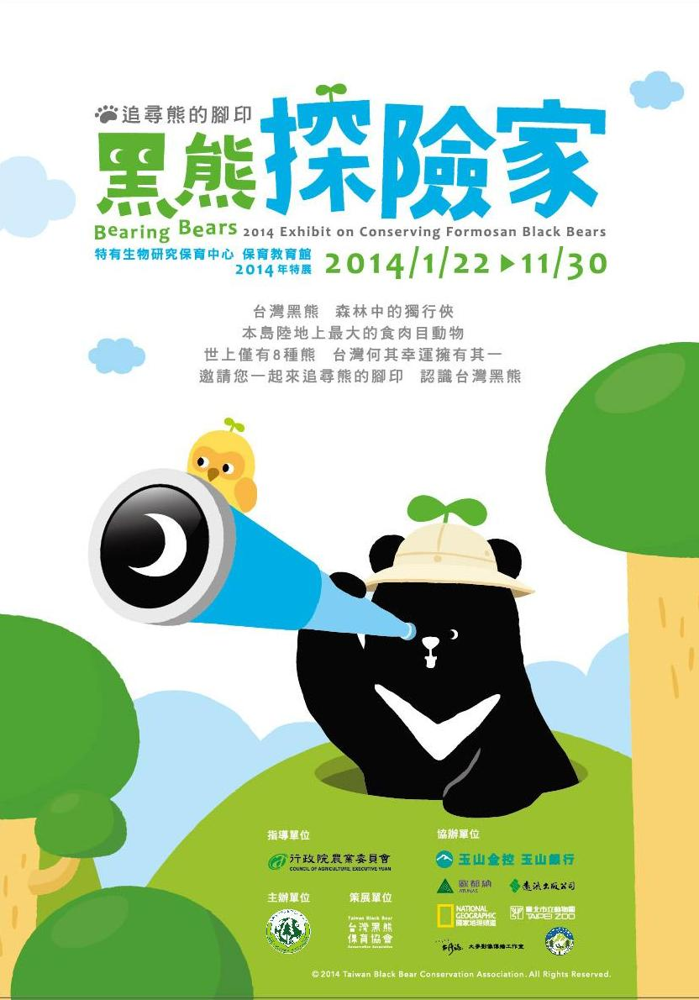 追尋熊的腳印
黑熊探險家
Bearing Bears 2014 Exhibit on Conserving Formosan Black Bears
特有生物研究保育中心 保育教育館
2014年特展
2014/1/22▶11/30
台灣黑熊 森林中的獨行俠
本島陸地上最大的食肉目動物
世上僅有8種熊 台灣何其幸運擁有其一
邀請您一起來追尋熊的腳印 認識台灣黑熊
指導單位
行政院農業委員會
COUNCIL OF AGRICULTURE, EXECUTIVE YUAN
主辦單位
策展單位
Taiwan Black Bear
台灣黑熊
保育協會
Conservation Association
協辦單位
玉山金控 玉山銀行
歐都納
ATUNAS
遠流出版公司
NATIONAL
GEOGRAPHIC
國家地理頻道
臺北市立動物園
TAIPEI ZOO
大麥影像傳播工作室
©2014 Taiwan Black Bear Conservation Association. All Rights Reserved.